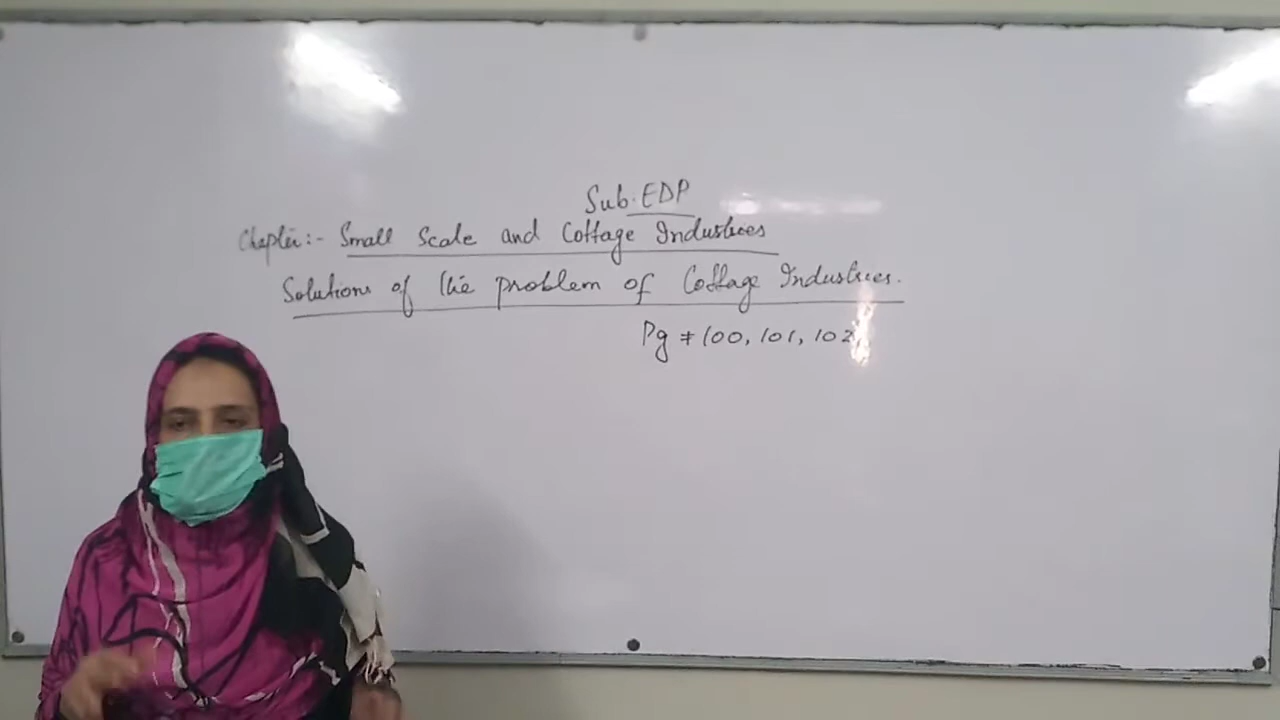 Sub. EDP
Chapter:- Small Scale and Cottage Industries
Solutions of the problem of Cottage Industries.
Pg # 100, 101, 102